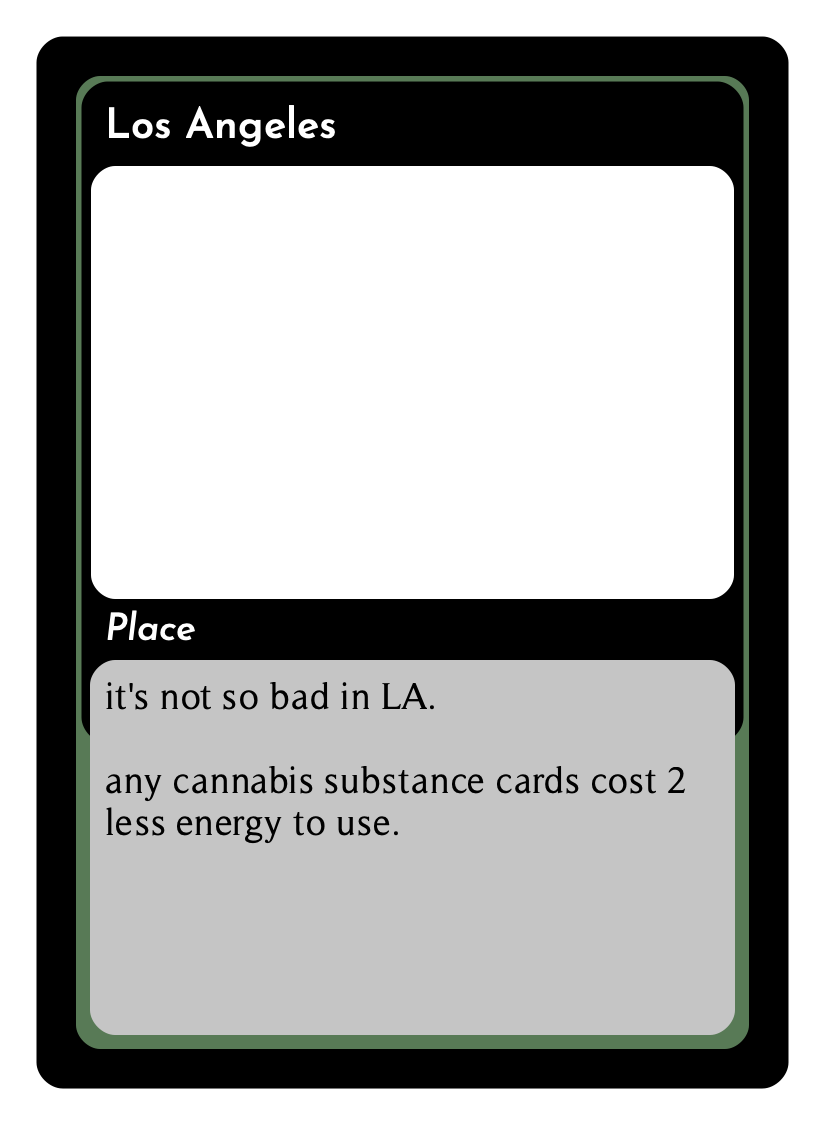 Los Angeles
Place
it's not so bad in LA.
any cannabis substance cards cost 2
less energy to use.